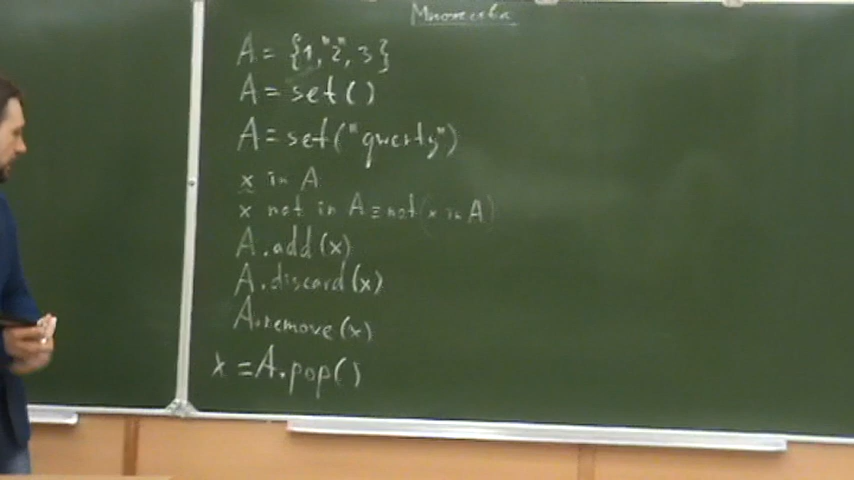 Множества
A = {1, "2", 3}
A = set()
A = set("qwerty")
x in A
x not in A ≡ not (x in A)
A.add(x)
A.discard(x)
A.remove(x)
x = A.pop()